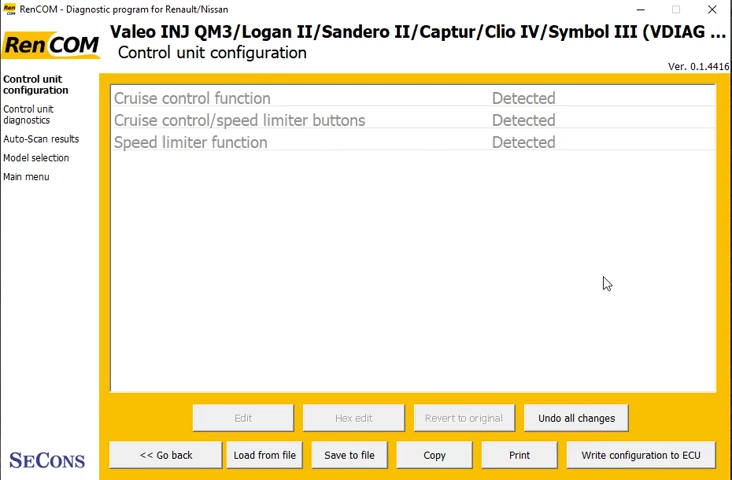 RenCOM - Diagnostic program for Renault/Nissan
Ren COM
Valeo INJ QM3/Logan II/Sandero II/Captur/Clio IV/Symbol III (VDIAG ...
Control unit configuration
Ver. 0.1.4416
Control unit
configuration
Control unit
diagnostics
Auto-Scan results
Model selection
Main menu
Cruise control function Detected
Cruise control/speed limiter buttons Detected
Speed limiter function Detected
Edit Hex edit Revert to original Undo all changes
<< Go back Load from file Save to file Copy Print Write configuration to ECU
SECONS